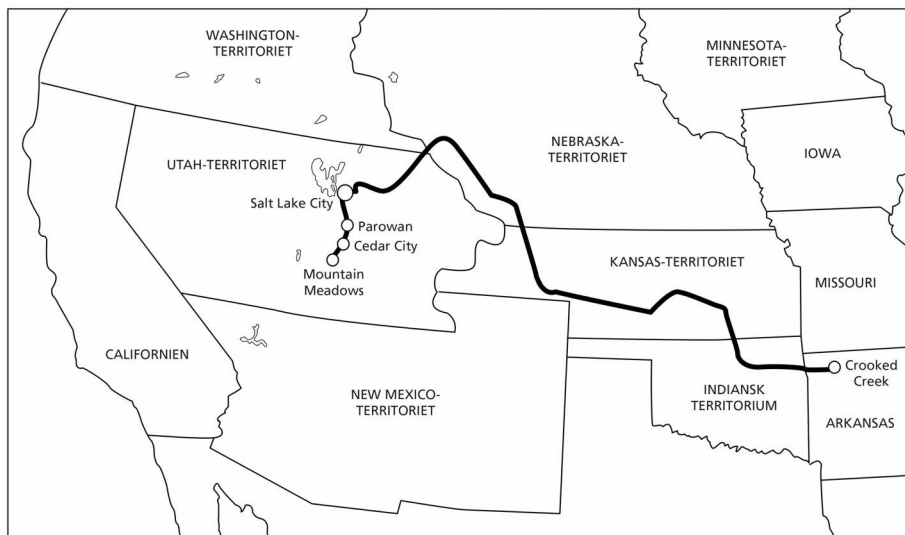 WASHINGTON-
TERRITORIET
MINNESOTA-
TERRITORIET
NEBRASKA-
TERRITORIET
IOWA
UTAH-TERRITORIET
Salt Lake City
Parowan
Cedar City
Mountain
Meadows
KANSAS-TERRITORIET
MISSOURI
CALIFORNIEN
NEW MEXICO-
TERRITORIET
INDIANSK
TERRITORIUM
Crooked
Creek
ARKANSAS